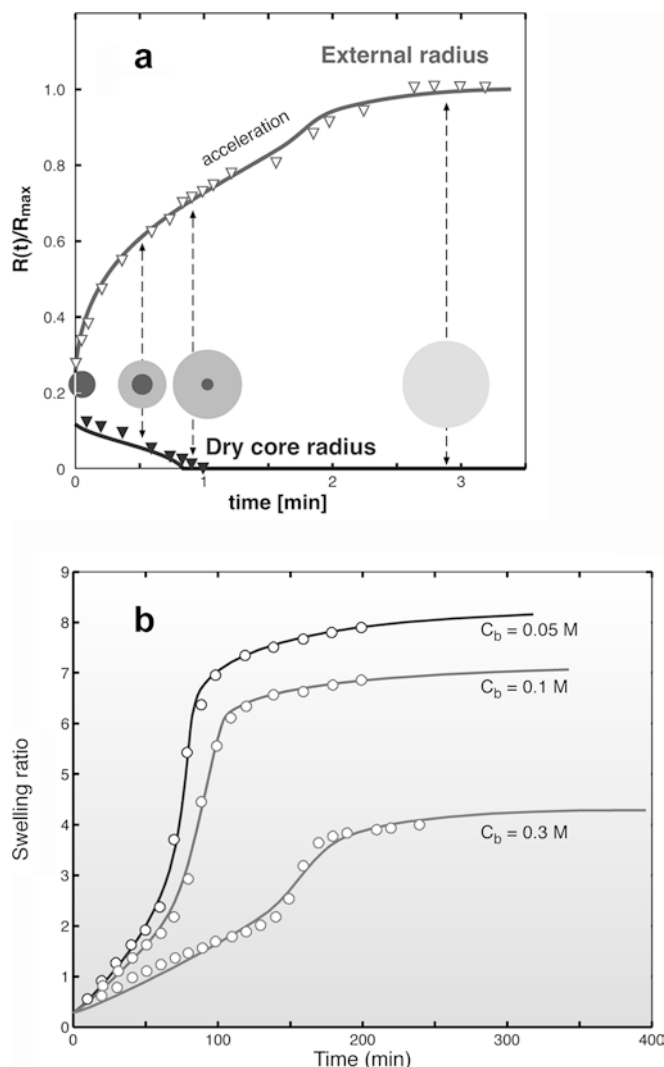 a
External radius
acceleration
1.0
0.8
0.6
0.4
0.2
0
R(t)/Rmax
Dry core radius
0
1
2
3
time [min]
b
9
8
7
6
5
4
3
2
1
0
Swelling ratio
Cb = 0.05 M
Cb = 0.1 M
Cb = 0.3 M
0
100
200
300
400
Time (min)